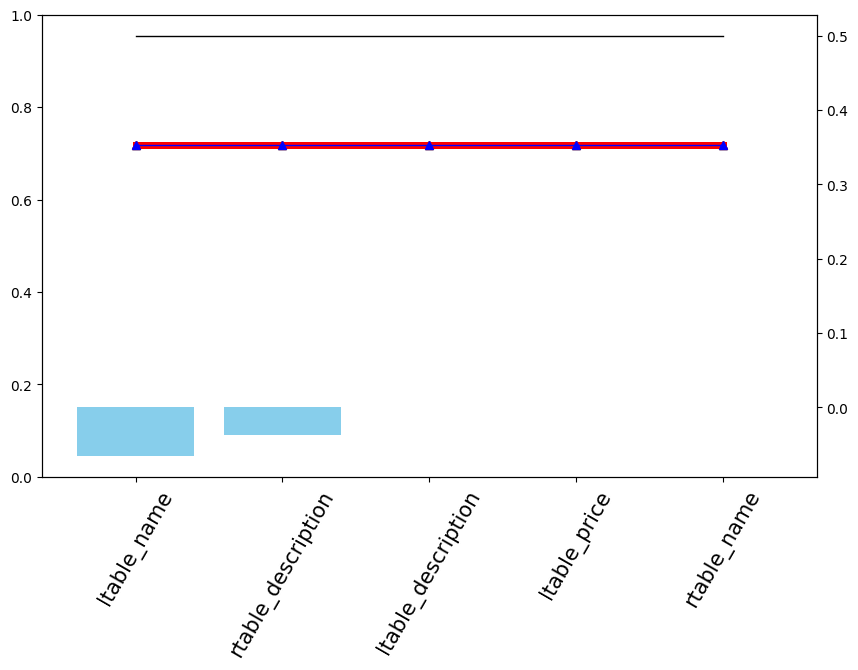 1.0
0.8
0.6
0.4
0.2
0.0
0.5
0.4
0.3
0.2
0.1
0.0
ltable_name
rtable_description
ltable_description
ltable_price
rtable_name